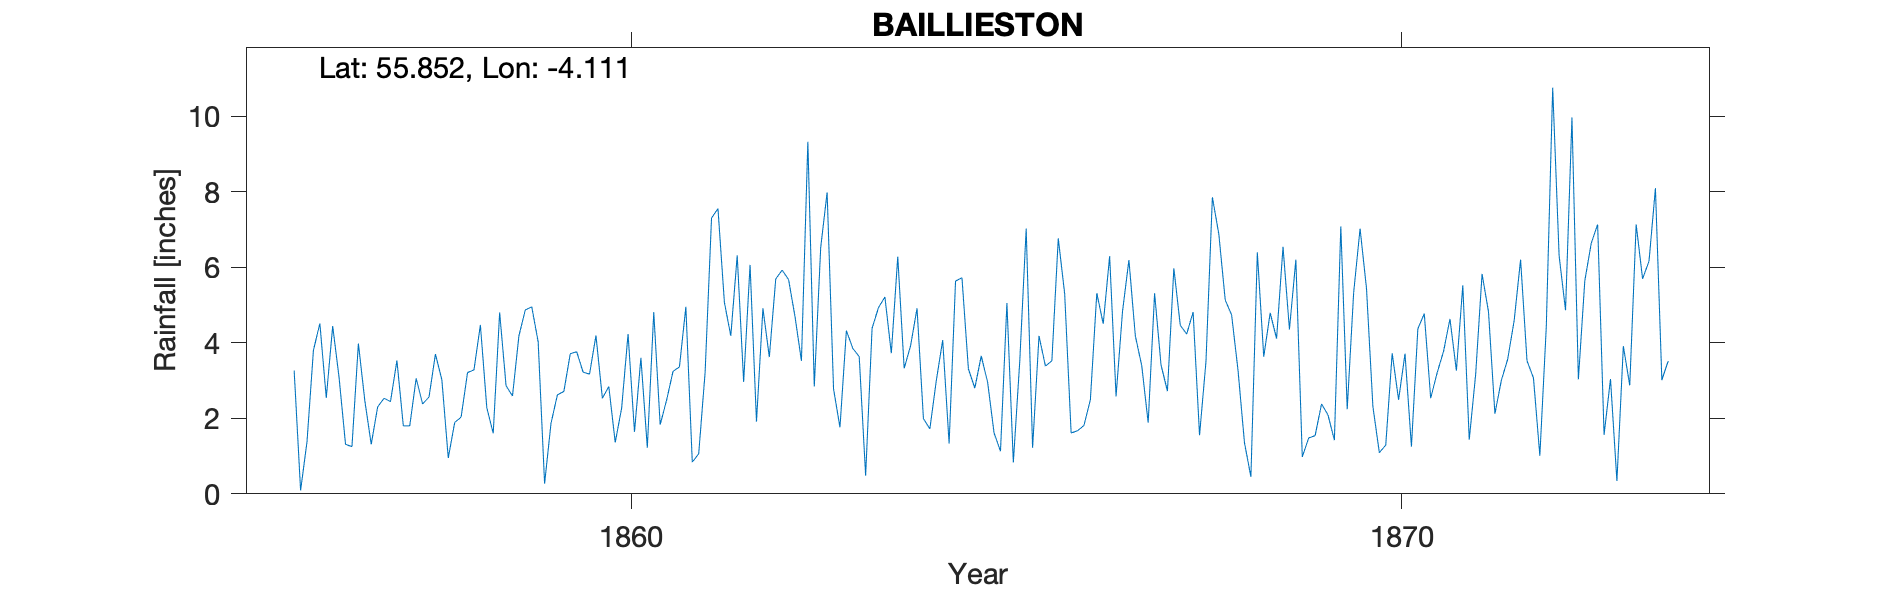 BAILLIESTON
Lat: 55.852, Lon: -4.111
10
8
6
4
2
0
Rainfall [inches]
1860
1870
Year